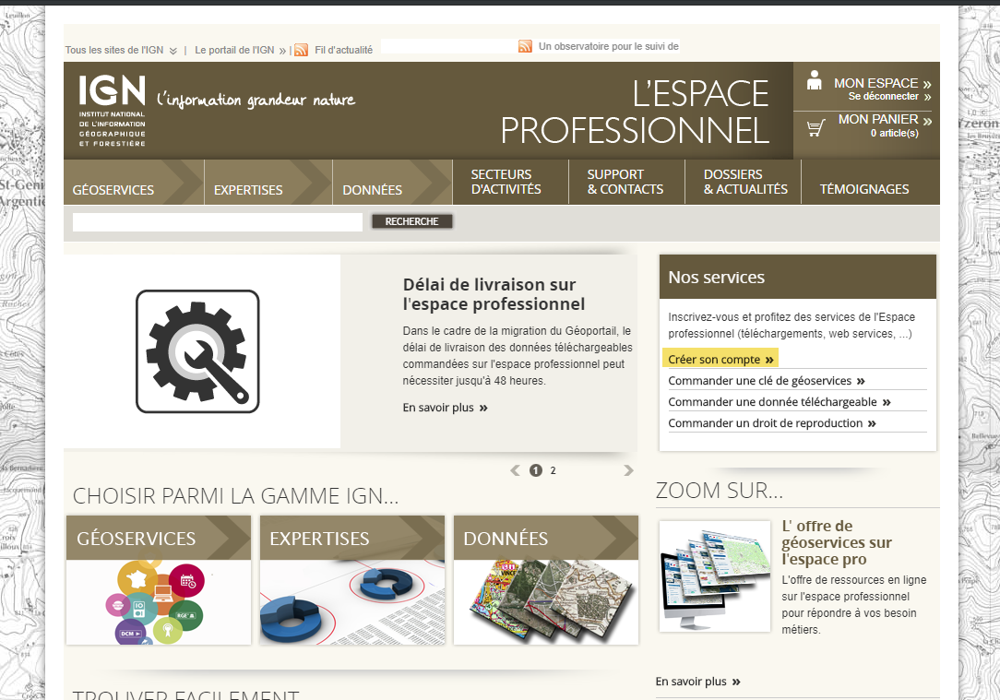 Tous les sites de l'IGN | Le portail de l'IGN » | Fil d'actualité Un observatoire pour le suivi de
IGN
INSTITUT NATIONAL
DE L'INFORMATION
GÉOGRAPHIQUE
ET FORESTIÈRE
l'information grandeur nature
L'ESPACE
PROFESSIONNEL
MON ESPACE »
Se déconnecter »
MON PANIER »
0 article(s)
GÉOSERVICES
EXPERTISES
DONNÉES
SECTEURS
D'ACTIVITÉS
SUPPORT
& CONTACTS
DOSSIERS
& ACTUALITÉS
TÉMOIGNAGES
RECHERCHE
Délai de livraison sur
l'espace professionnel
Dans le cadre de la migration du Géoportail, le
délai de livraison des données téléchargeables
commandées sur l'espace professionnel peut
nécessiter jusqu'à 48 heures.
En savoir plus »
1 2
Nos services
Inscrivez-vous et profitez des services de l'Espace
professionnel (téléchargements, web services, ...)
Créer son compte »
Commander une clé de géoservices »
Commander une donnée téléchargeable »
Commander un droit de reproduction »
CHOISIR PARMI LA GAMME IGN...
GÉOSERVICES
EXPERTISES
DONNÉES
RGE
DCM
ZOOM SUR...
L' offre de
géoservices sur
l'espace pro
L'offre de ressources en ligne
sur l'espace professionnel
pour répondre à vos besoin
métiers.
En savoir plus »
TROUVER FACILEMENT